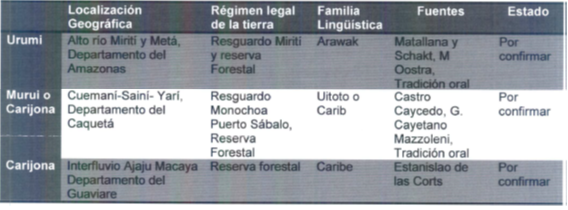 Localización Geográfica | Régimen legal de la tierra | Familia Lingüística | Fuentes | Estado
Urumi | Alto río Mirití y Metá, Departamento del Amazonas | Resguardo Mirití y reserva Forestal | Arawak | Matallana y Schakt, M Oostra, Tradición oral | Por confirmar
Murui o Carijona | Cuemaní-Saini- Yarí, Departamento del Caquetá | Resguardo Monochoa Puerto Sábalo, Reserva Forestal | Uitoto o Carib | Castro Caycedo, G. Cayetano Mazzoleni, Tradición oral | Por confirmar
Carijona | Interfluvio Ajaju Macaya Departamento del Guaviare | Reserva forestal | Caribe | Estanislao de las Corts | Por confirmar